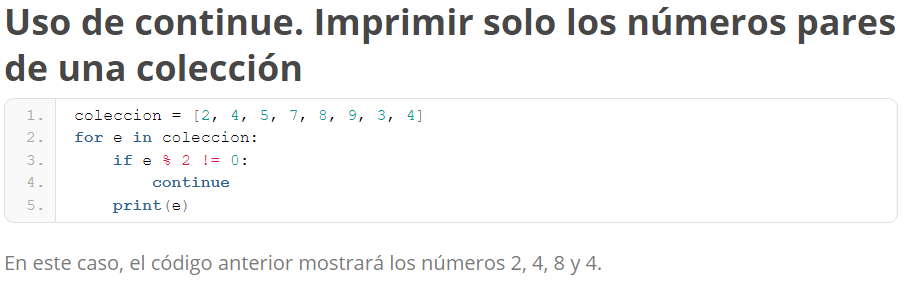 Uso de continue. Imprimir solo los números pares
de una colección
1. coleccion = [2, 4, 5, 7, 8, 9, 3, 4]
2. for e in coleccion:
3.     if e % 2 != 0:
4.         continue
5.     print(e)
En este caso, el código anterior mostrará los números 2, 4, 8 y 4.